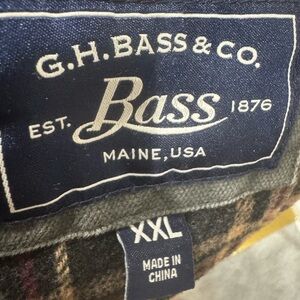 G.H.BASS & CO.
Bass
EST. 1876
MAINE, USA
XXL
MADE IN
CHINA